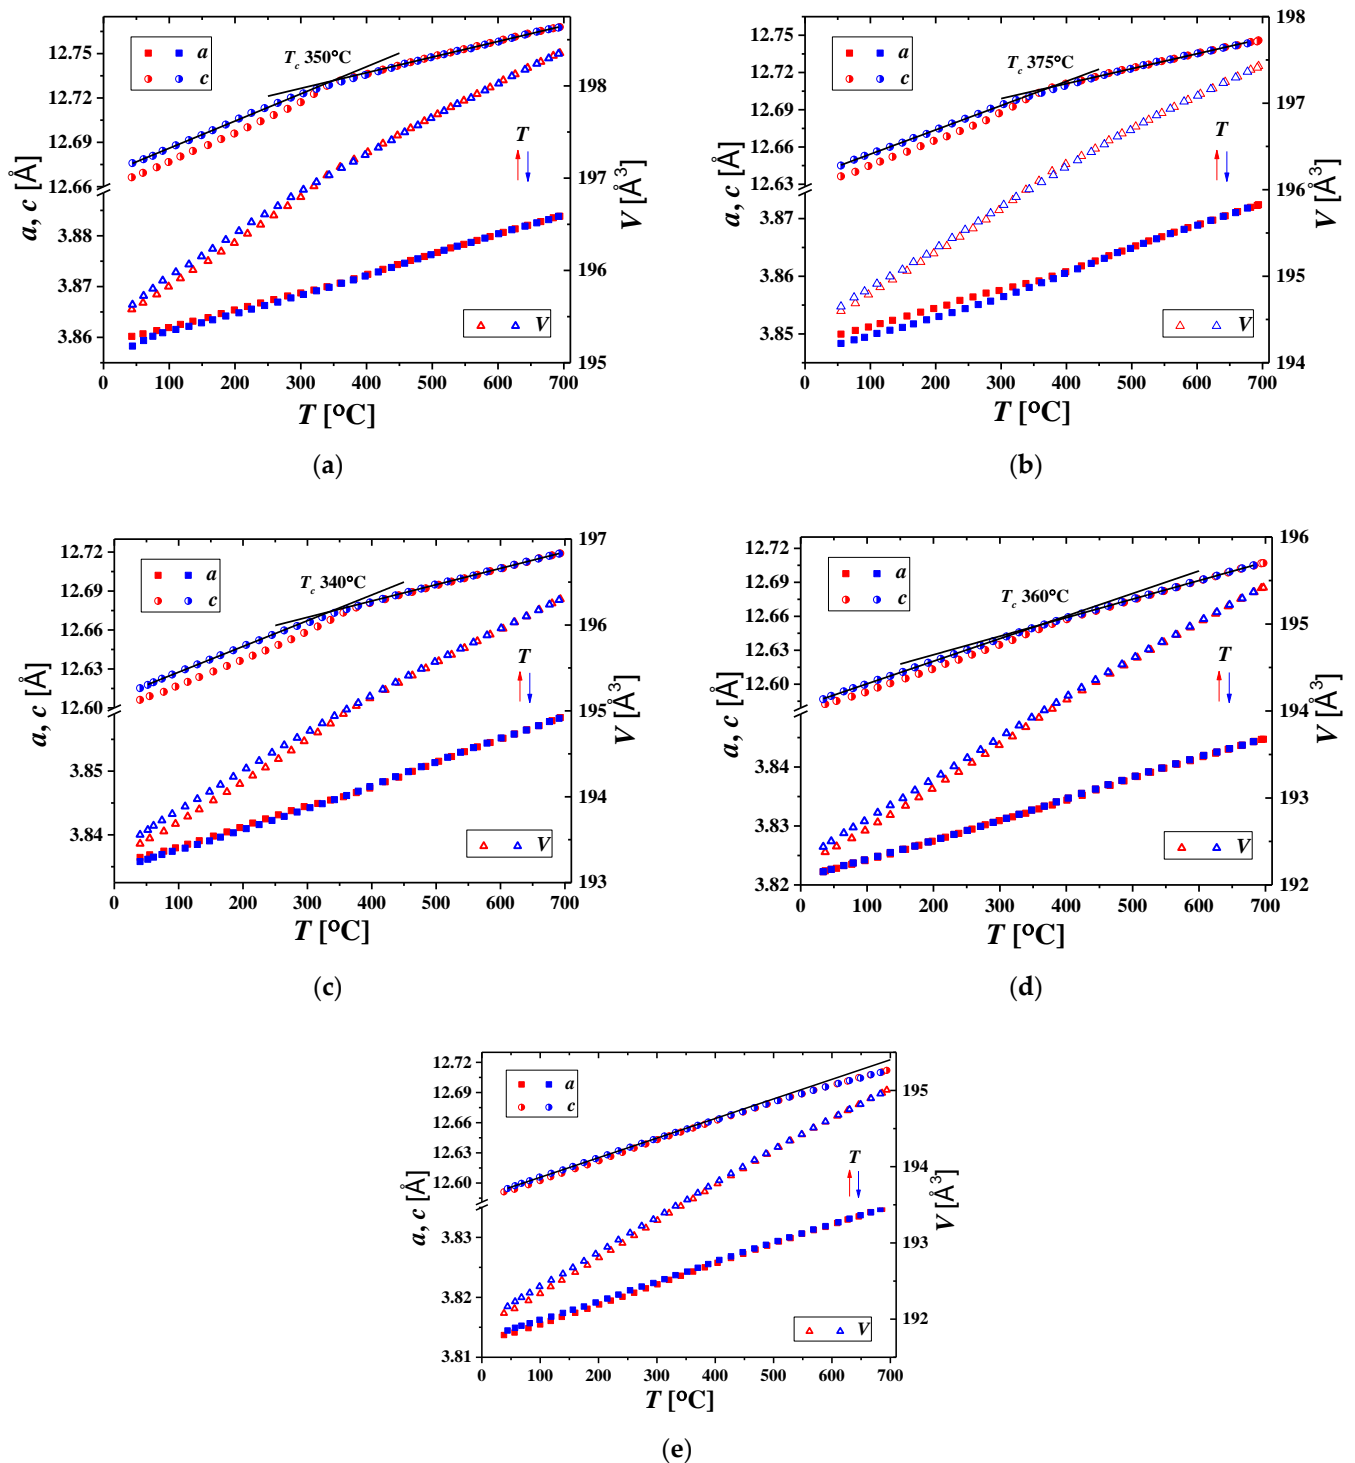 12.75
12.72
12.69
12.66
3.88
3.87
3.86
a, c [Å]
a
c
T_c 350°C
T
V
198
197
196
195
V [Å³]
0 100 200 300 400 500 600 700
T [°C]
(a)
12.75
12.72
12.69
12.66
12.63
3.87
3.86
3.85
a, c [Å]
a
c
T_c 375°C
T
V
198
197
196
195
194
V [Å³]
0 100 200 300 400 500 600 700
T [°C]
(b)
12.72
12.69
12.66
12.63
12.60
3.85
3.84
a, c [Å]
a
c
T_c 340°C
T
V
197
196
195
194
193
V [Å³]
0 100 200 300 400 500 600 700
T [°C]
(c)
12.72
12.69
12.66
12.63
12.60
3.84
3.83
3.82
a, c [Å]
a
c
T_c 360°C
T
V
196
195
194
193
192
V [Å³]
0 100 200 300 400 500 600 700
T [°C]
(d)
12.72
12.69
12.66
12.63
12.60
3.83
3.82
3.81
a, c [Å]
a
c
T
V
195
194
193
192
V [Å³]
0 100 200 300 400 500 600 700
T [°C]
(e)